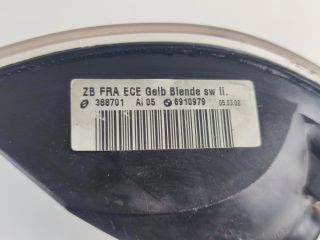 ZB FRA ECE Gelb Blende sw li.
388701 Ai 05 6910979 05.03.02